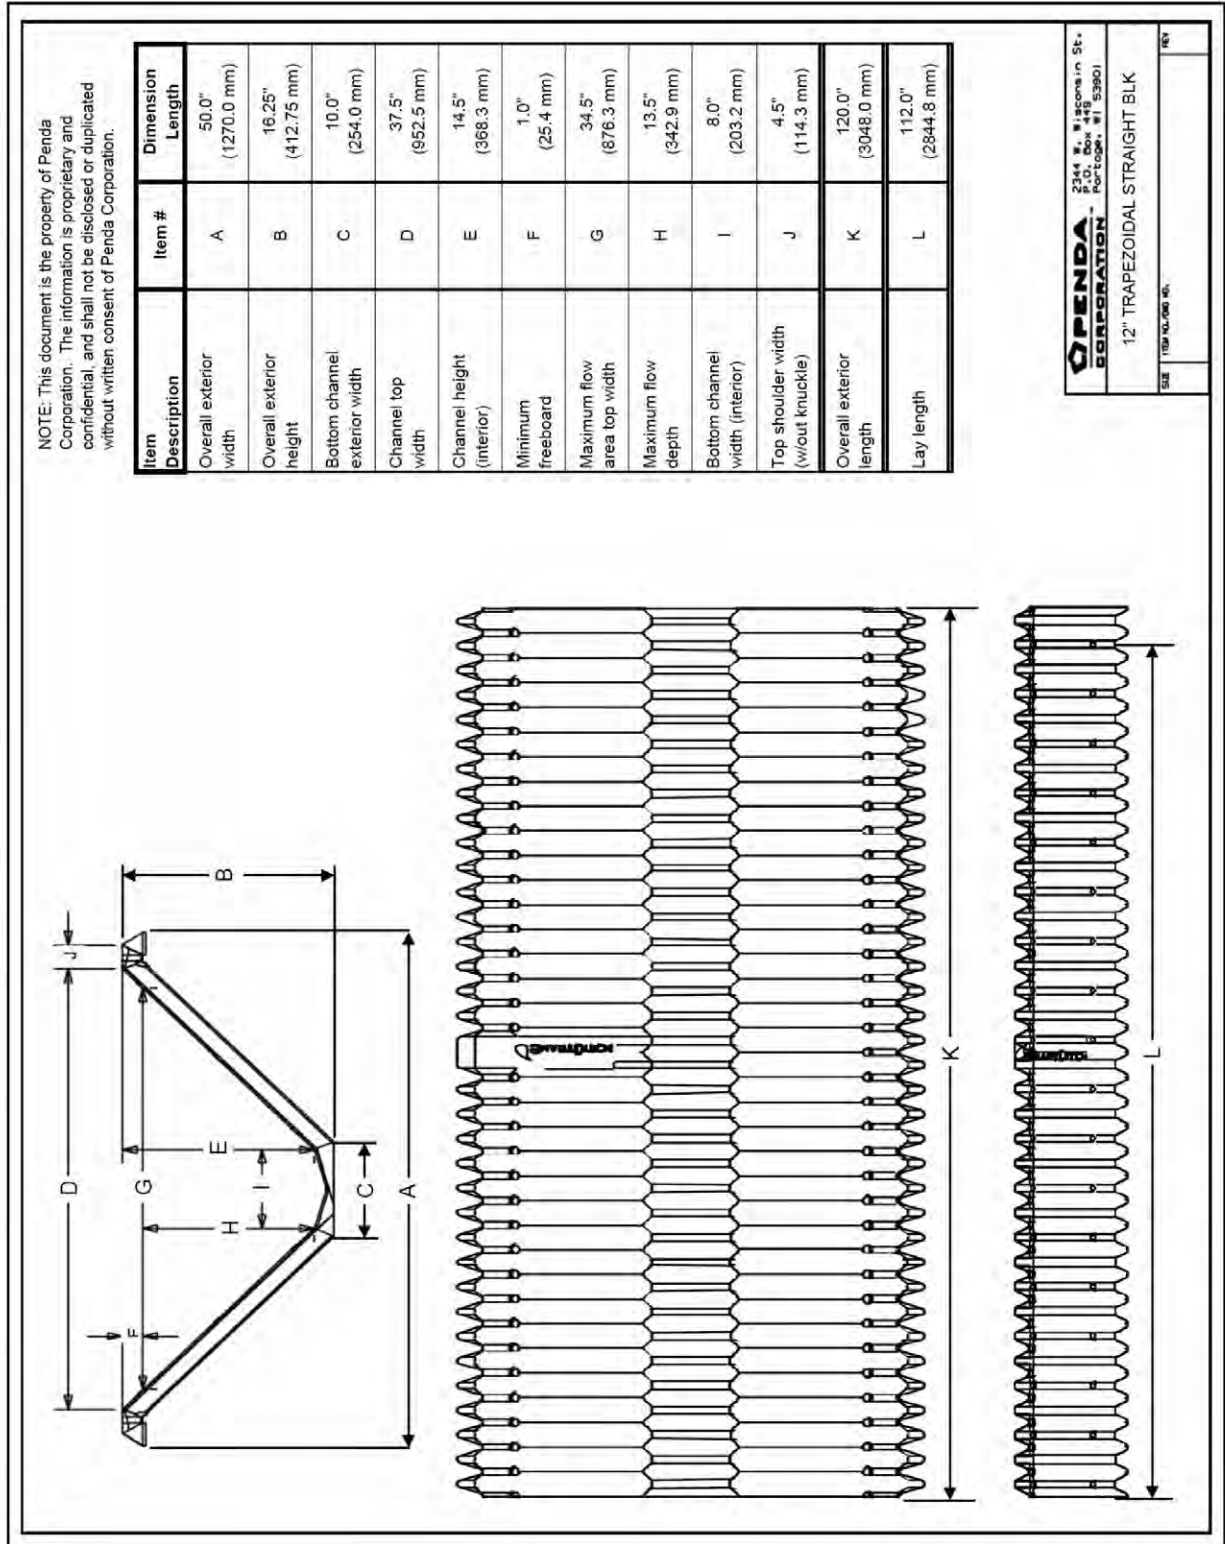 NOTE: This document is the property of Penda
Corporation. The information is proprietary and
confidential, and shall not be disclosed or duplicated
without written consent of Penda Corporation.
Item
Description
Item #
Dimension
Length
Overall exterior
width
A
50.0"
(1270.0 mm)
Overall exterior
height
B
16.25"
(412.75 mm)
Bottom channel
exterior width
C
10.0"
(254.0 mm)
Channel top
width
D
37.5"
(952.5 mm)
Channel height
(interior)
E
14.5"
(368.3 mm)
Minimum
freeboard
F
1.0"
(25.4 mm)
Maximum flow
area top width
G
34.5"
(876.3 mm)
Maximum flow
depth
H
13.5"
(342.9 mm)
Bottom channel
width (interior)
I
8.0"
(203.2 mm)
Top shoulder width
(w/out knuckle)
J
4.5"
(114.3 mm)
Overall exterior
length
K
120.0"
(3048.0 mm)
Lay length
L
112.0"
(2844.8 mm)
D
G
J
F
H
E
I
B
C
A
K
L
PENDA
CORPORATION
2344 W. Wisconsin St.
P.O. Box 449
Portage, WI 53901
12" TRAPEZOIDAL STRAIGHT BLK
SIZE
ITEM NO./DWG NO.
REV